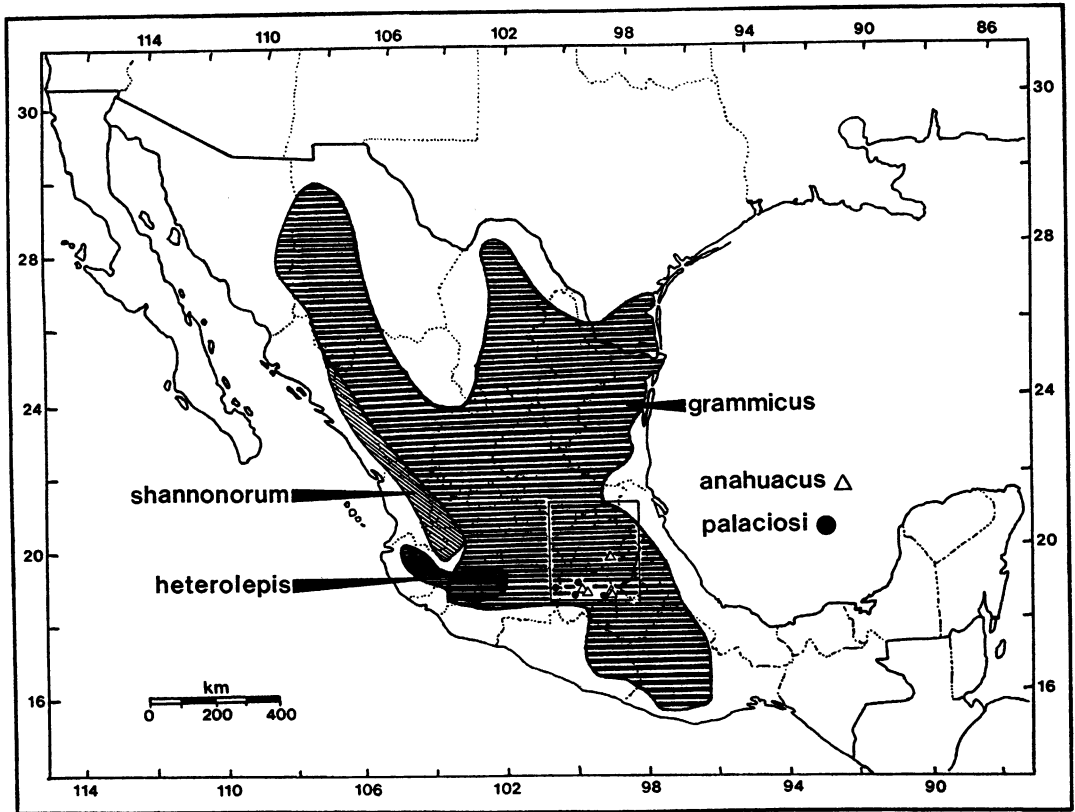 114 110 106 102 98 94 90 86
30 30
28 28
24 24
20 20
16 16
grammicus
anahuacus
palaciosi
shannonorum
heterolepis
km
0 200 400
114 110 106 102 98 94 90